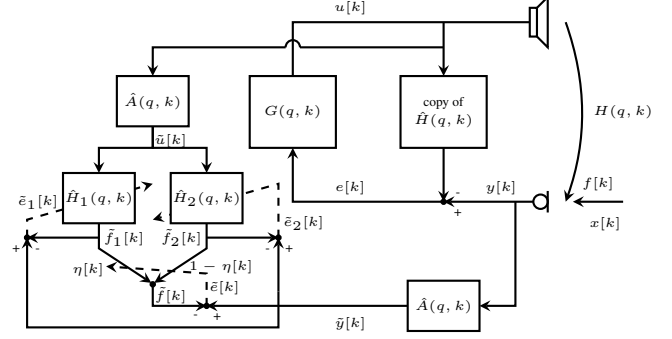 u[k]
Â(q, k)
G(q, k)
copy of
Ĥ(q, k)
H(q, k)
ũ[k]
Ĥ₁(q, k)
Ĥ₂(q, k)
e[k]
-
+
y[k]
f[k]
x[k]
ẽ₁[k]
ẽ₂[k]
+
-
f̃₁[k]
f̃₂[k]
-
+
η[k]
1 − η[k]
f̃[k]
ẽ[k]
-
+
ỹ[k]
Â(q, k)